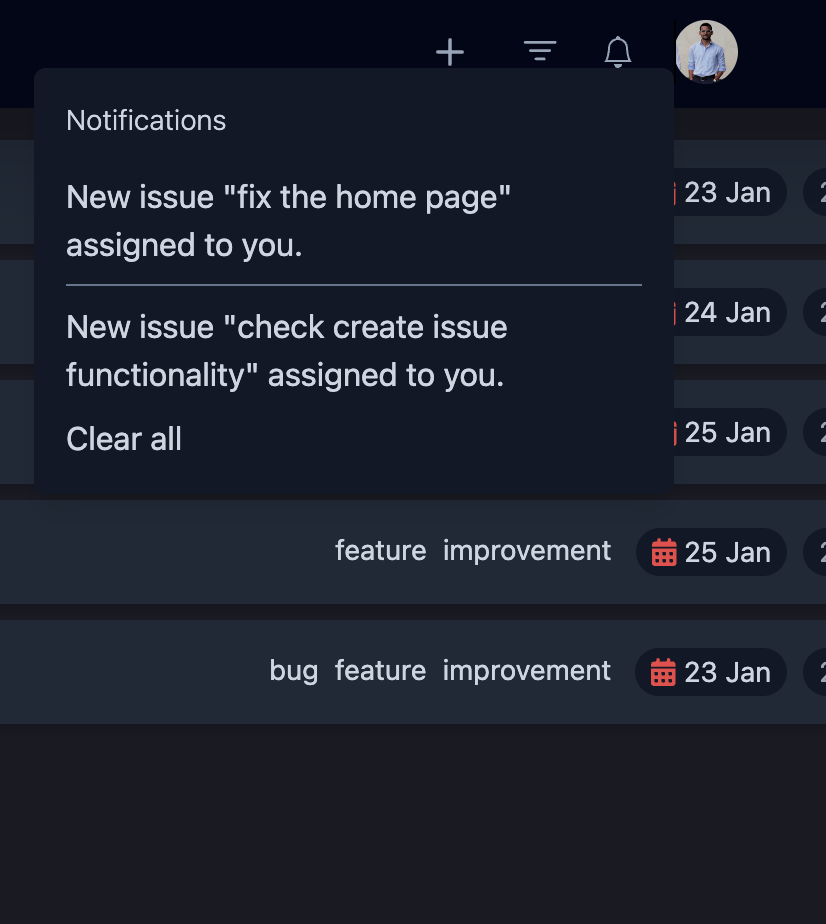 Notifications
New issue "fix the home page"
assigned to you.
23 Jan
New issue "check create issue
functionality" assigned to you.
24 Jan
Clear all
25 Jan
feature improvement 25 Jan
bug feature improvement 23 Jan